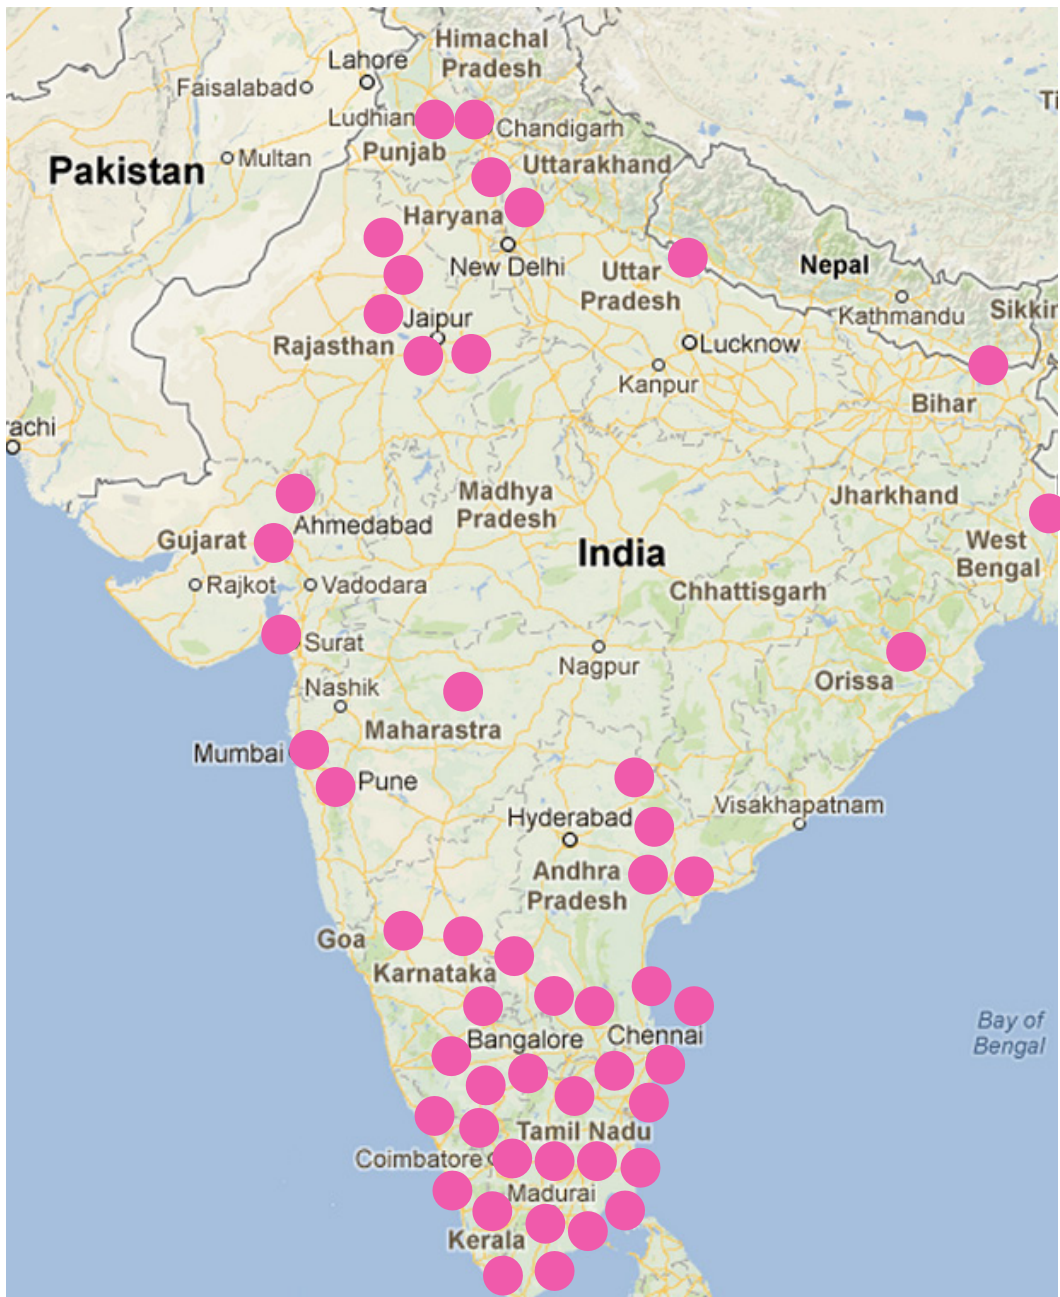 Himachal
Pradesh
Lahore
Faisalabad
Ludhian
Chandigarh
Multan
Punjab
Uttarakhand
Pakistan
Haryana
New Delhi
Uttar
Pradesh
Nepal
Kathmandu
Jaipur
Rajasthan
Lucknow
Kanpur
Bihar
achi
Madhya
Pradesh
Jharkhand
Ahmedabad
Gujarat
India
West
Bengal
Rajkot
Vadodara
Chhattisgarh
Surat
Nagpur
Nashik
Orissa
Maharastra
Mumbai
Pune
Visakhapatnam
Hyderabad
Andhra
Pradesh
Goa
Karnataka
Bay of
Bengal
Bangalore
Chennai
Tamil Nadu
Coimbatore
Madurai
Kerala